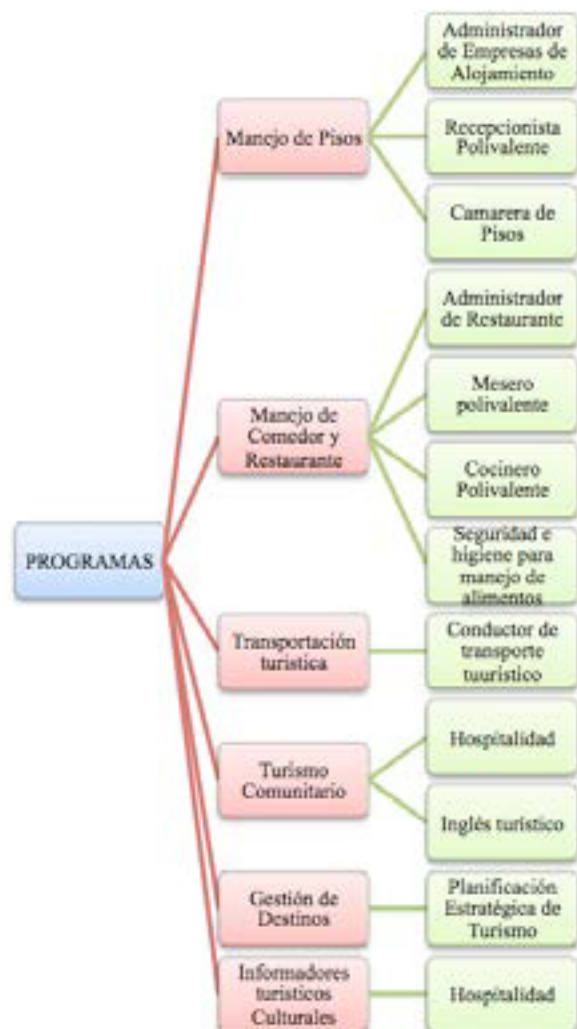 PROGRAMAS
Manejo de Pisos
Administrador
de Empresas de
Alojamiento
Recepcionista
Polivalente
Camarera de
Pisos
Manejo de
Comedor y
Restaurante
Administrador
de Restaurante
Mesero
polivalente
Cocinero
Polivalente
Seguridad e
higiene para
manejo de
alimentos
Transportación
turistica
Conductor de
transporte
tuurístico
Turismo
Comunitario
Hospitalidad
Inglés turístico
Gestión de
Destinos
Planificación
Estratégica de
Turismo
Informadores
turisticos
Culturales
Hospitalidad